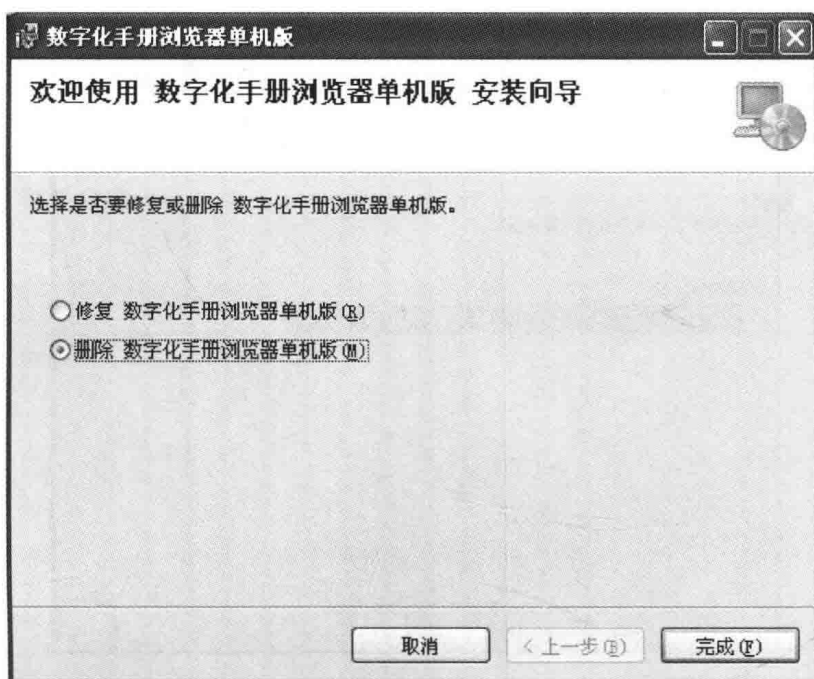 数字化手册浏览器单机版
欢迎使用 数字化手册浏览器单机版 安装向导
选择是否要修复或删除 数字化手册浏览器单机版。
修复 数字化手册浏览器单机版(R)
删除 数字化手册浏览器单机版(M)
取消
< 上一步(B)
完成(F)